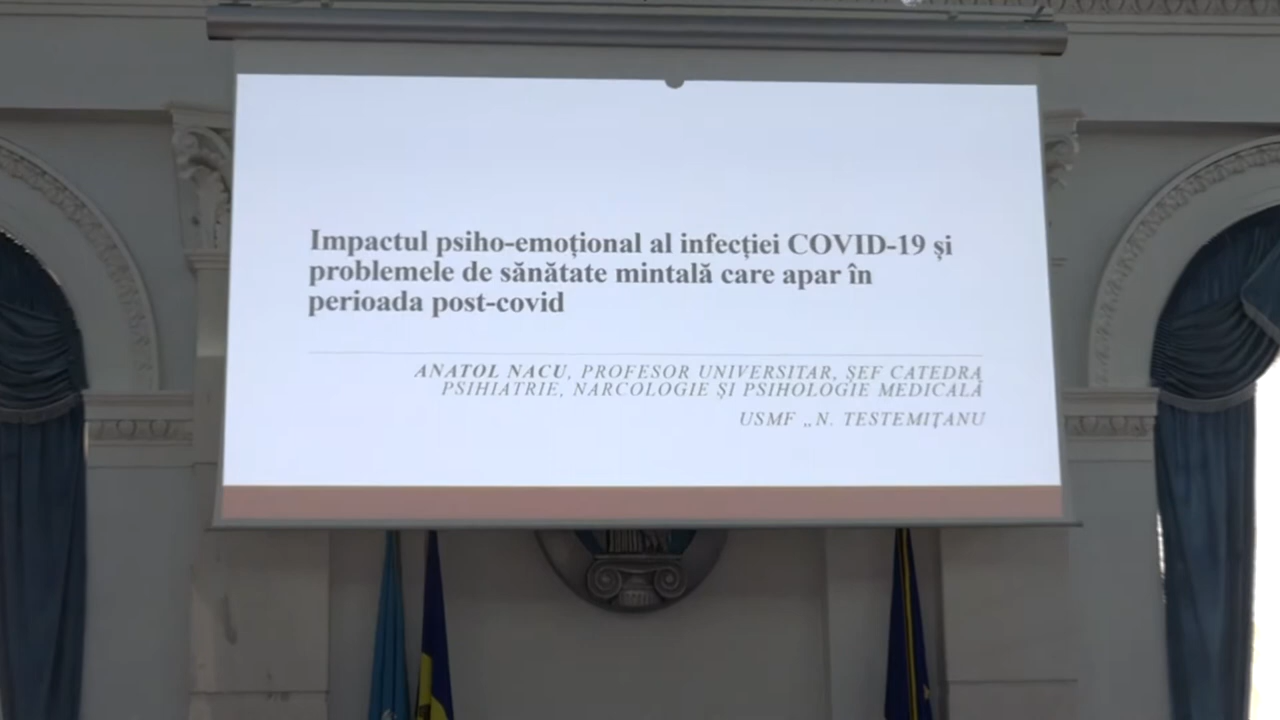 Impactul psiho-emoțional al infecției COVID-19 și
problemele de sănătate mintală care apar în
perioada post-covid
ANATOL NACU, PROFESOR UNIVERSITAR, ȘEF CATEDRĂ
PSIHIATRIE, NARCOLOGIE ȘI PSIHOLOGIE MEDICALĂ
USMF „N. TESTEMIȚANU